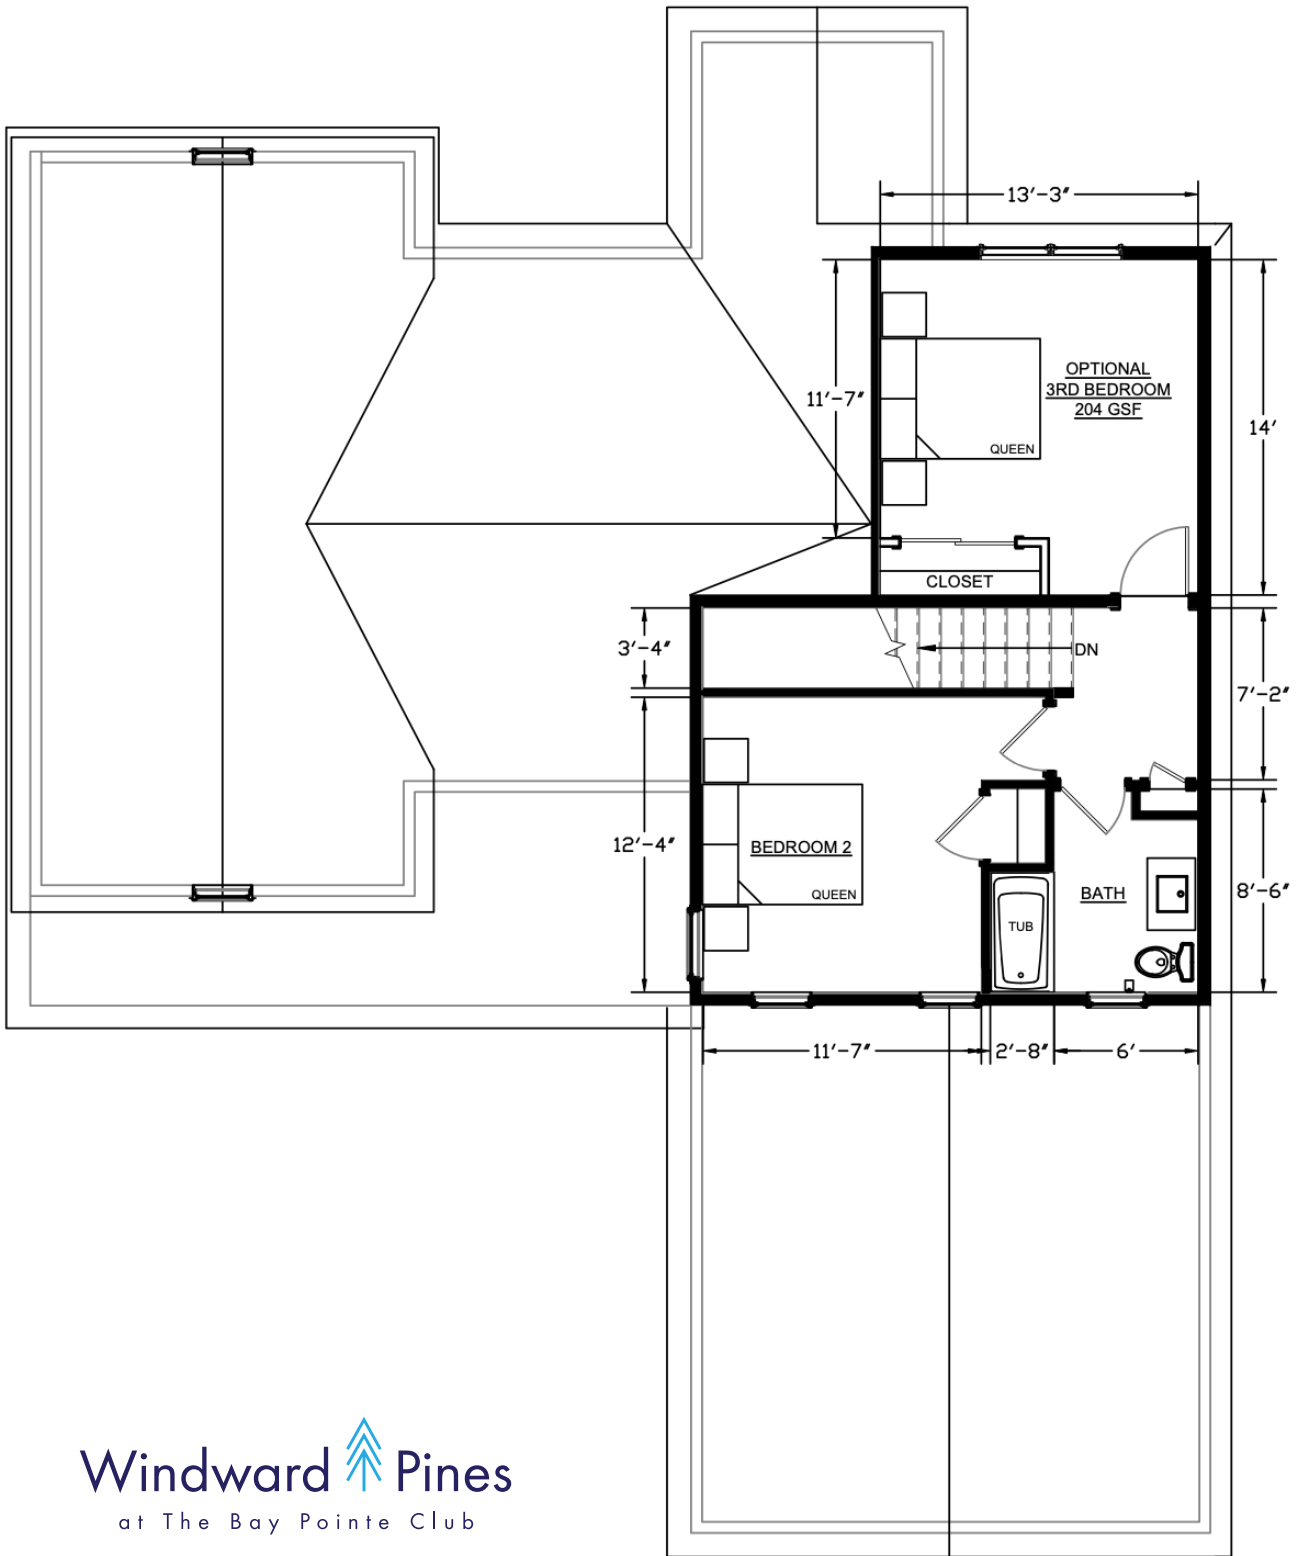 13'-3"
11'-7"
OPTIONAL
3RD BEDROOM
204 GSF
QUEEN
14'
CLOSET
3'-4"
DN
7'-2"
12'-4"
BEDROOM 2
QUEEN
BATH
8'-6"
TUB
11'-7"
2'-8"
6'
Windward Pines
at The Bay Pointe Club